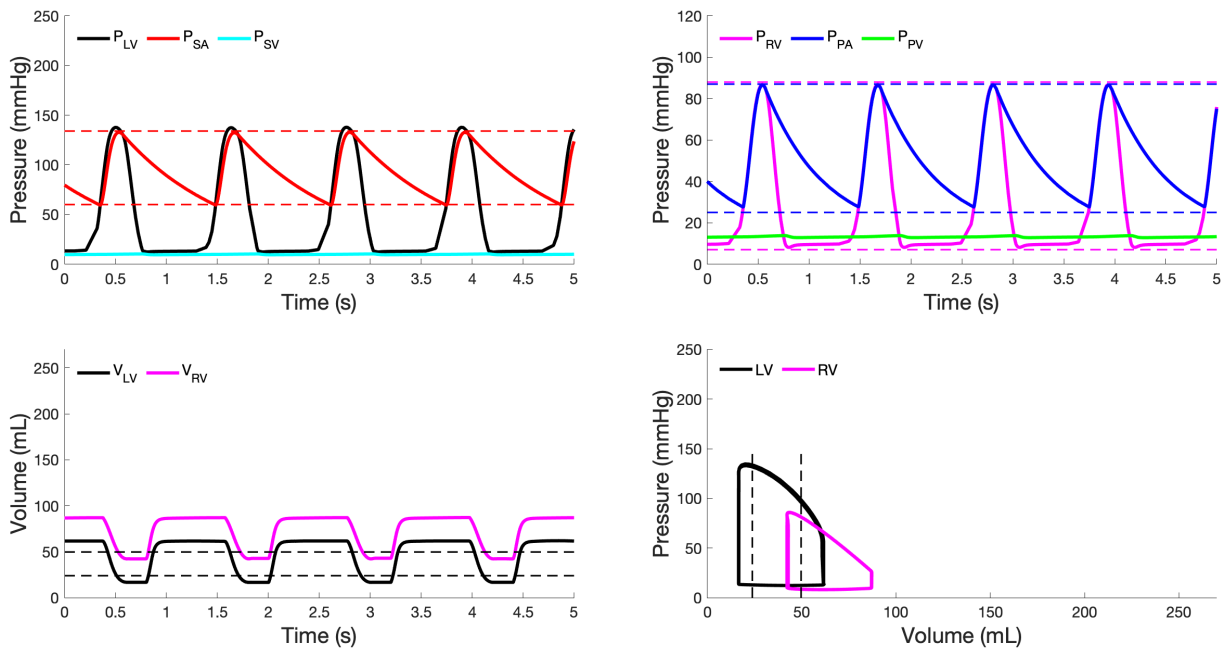 250
200
150
100
50
0
Pressure (mmHg)
P_LV P_SA P_SV
0 0.5 1 1.5 2 2.5 3 3.5 4 4.5 5
Time (s)
120
100
80
60
40
20
0
Pressure (mmHg)
P_RV P_PA P_PV
0 0.5 1 1.5 2 2.5 3 3.5 4 4.5 5
Time (s)
250
200
150
100
50
0
Volume (mL)
V_LV V_RV
0 0.5 1 1.5 2 2.5 3 3.5 4 4.5 5
Time (s)
250
200
150
100
50
0
Pressure (mmHg)
LV RV
0 50 100 150 200 250
Volume (mL)